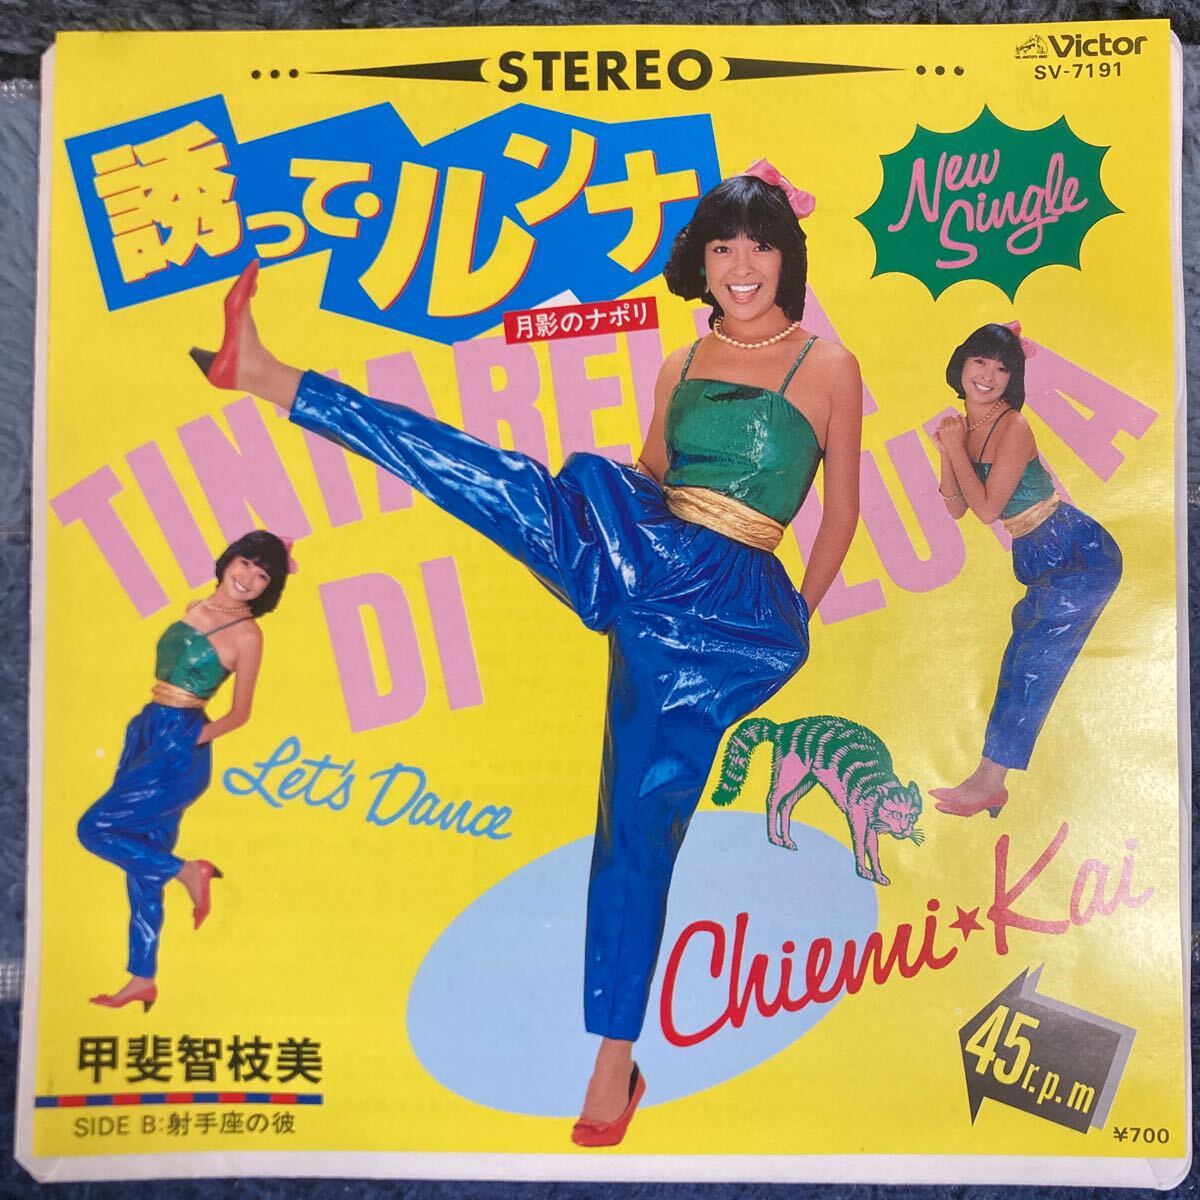 STEREO
Victor
SV-7191
誘って・ルンナ
月影のナポリ
New
Single
TINTARELLA
DI LUNA
Let's Dance
Chiemi★Kai
甲斐智枝美
SIDE B:射手座の彼
45r.p.m
¥700